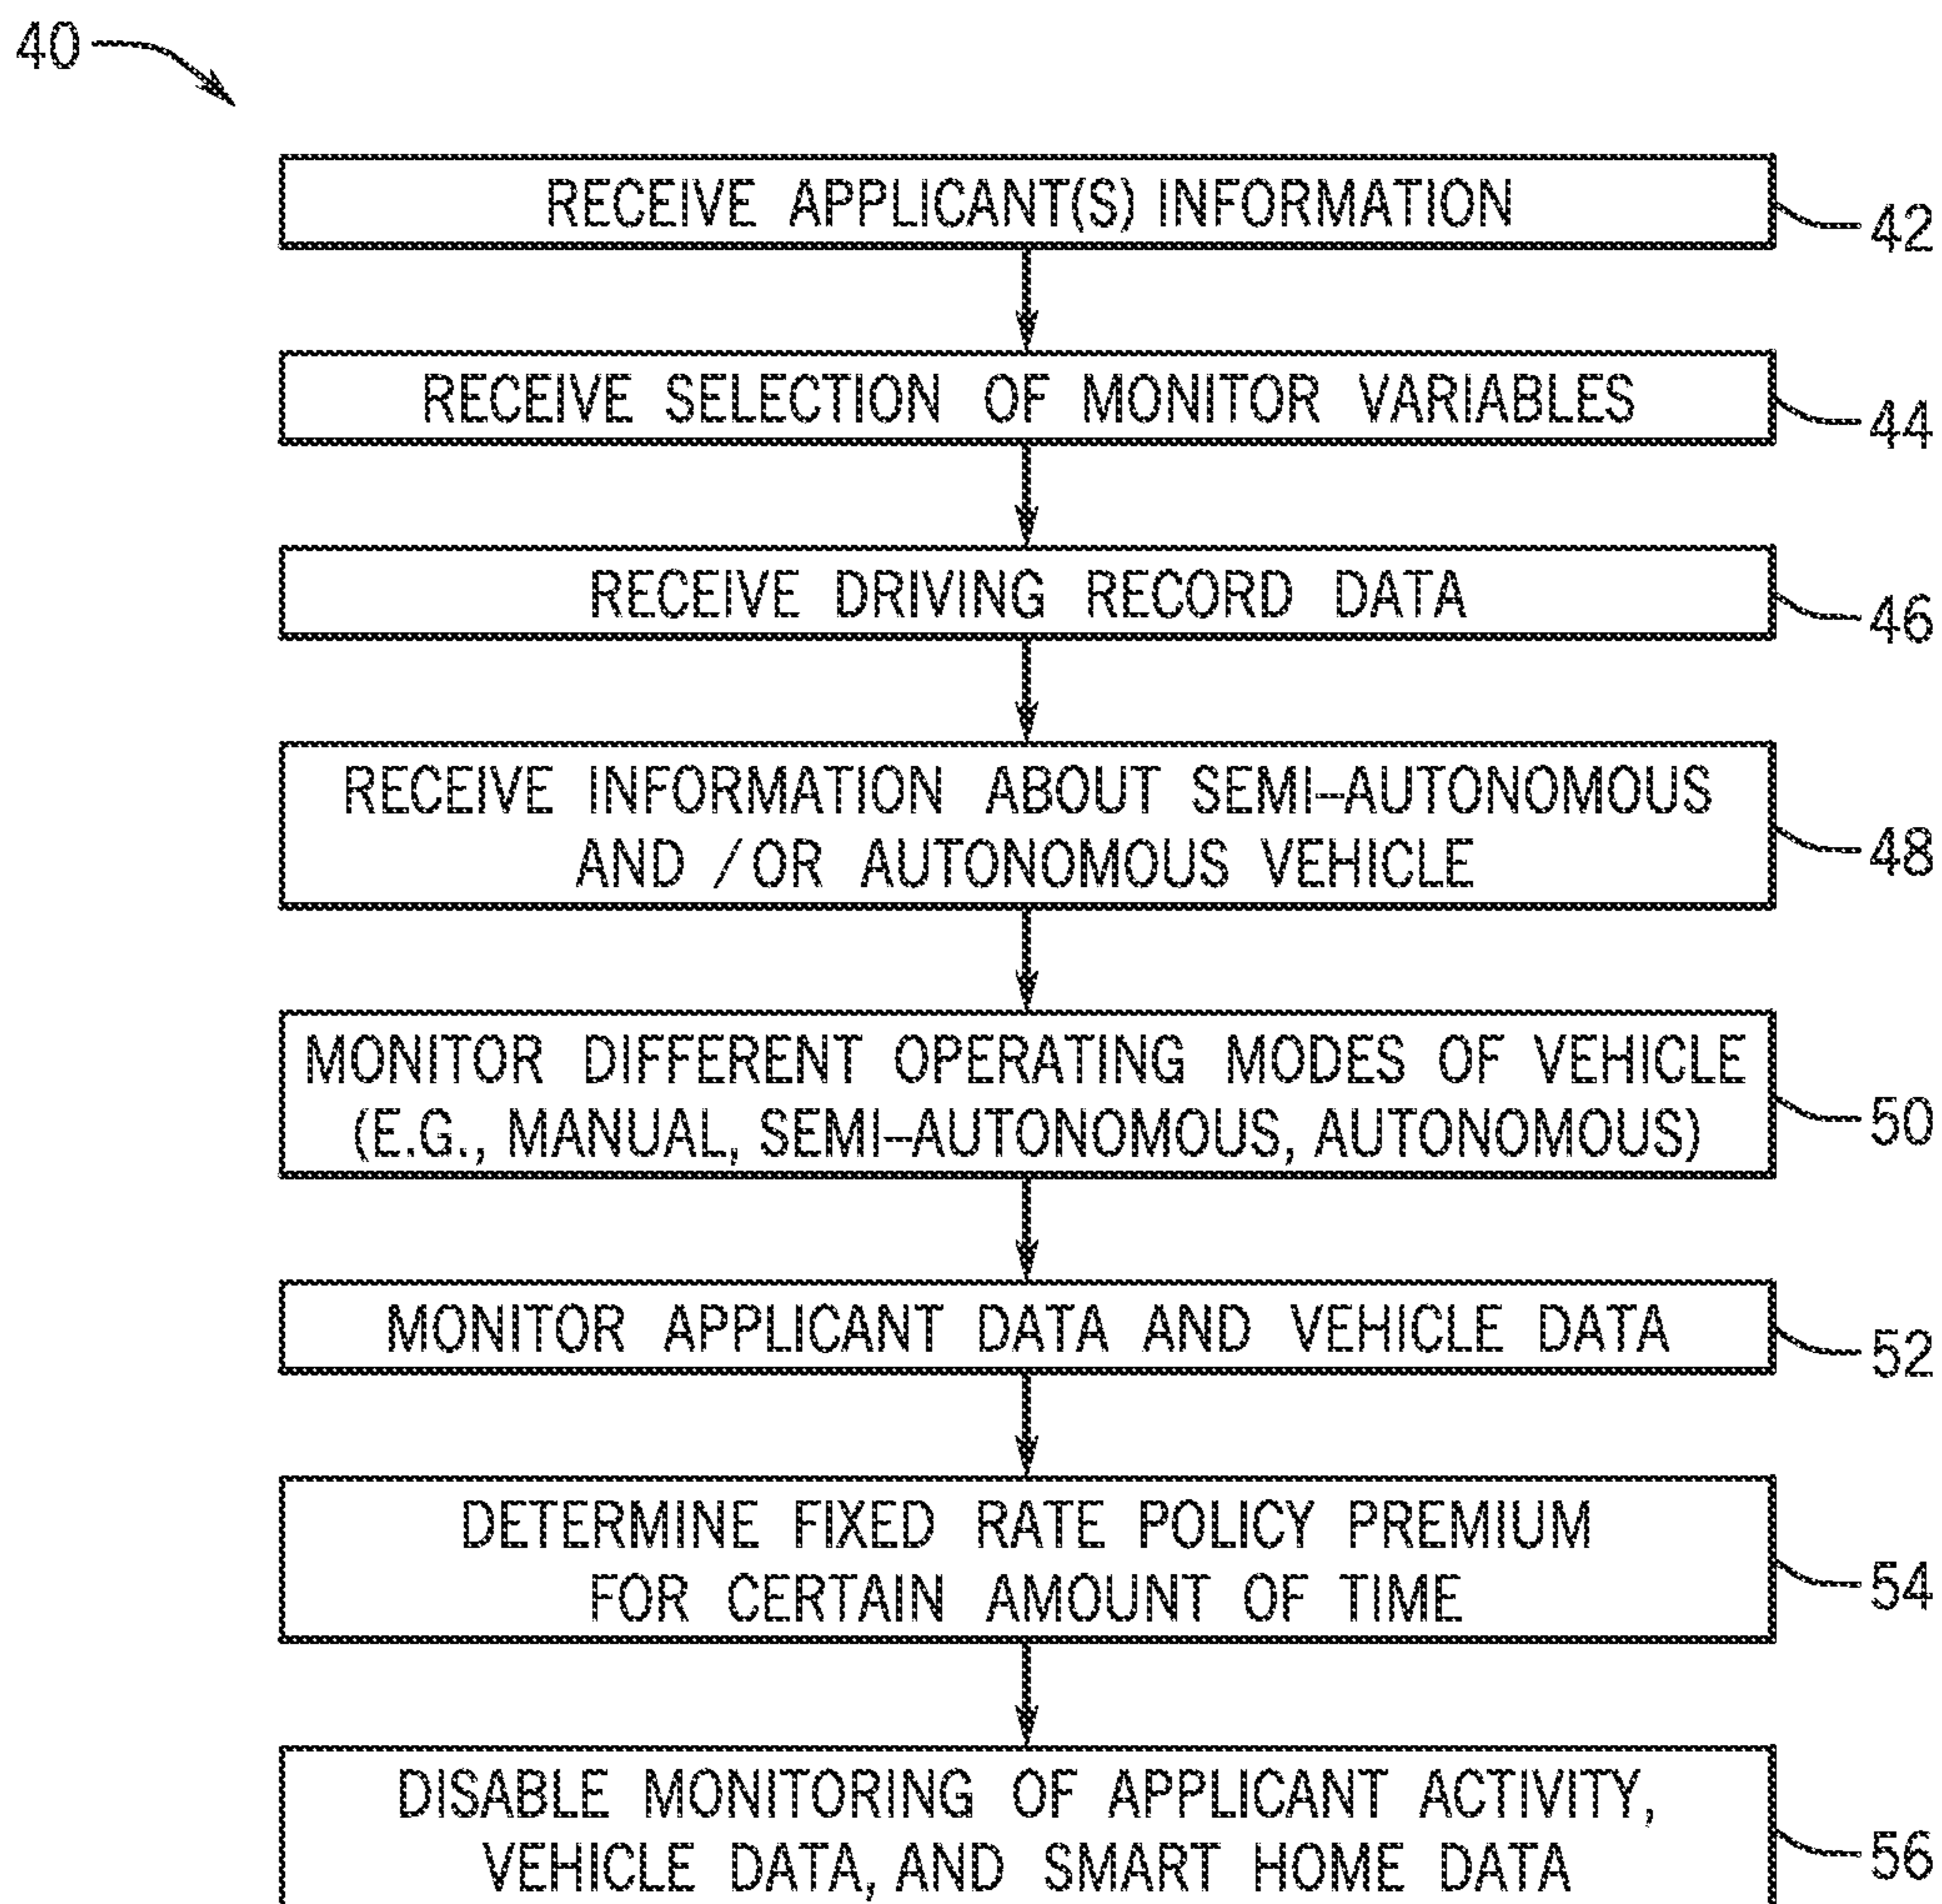 40
RECEIVE APPLICANT(S) INFORMATION
42
RECEIVE SELECTION OF MONITOR VARIABLES
44
RECEIVE DRIVING RECORD DATA
46
RECEIVE INFORMATION ABOUT SEMI-AUTONOMOUS
AND /OR AUTONOMOUS VEHICLE
48
MONITOR DIFFERENT OPERATING MODES OF VEHICLE
(E.G., MANUAL, SEMI-AUTONOMOUS, AUTONOMOUS)
50
MONITOR APPLICANT DATA AND VEHICLE DATA
52
DETERMINE FIXED RATE POLICY PREMIUM
FOR CERTAIN AMOUNT OF TIME
54
DISABLE MONITORING OF APPLICANT ACTIVITY,
VEHICLE DATA, AND SMART HOME DATA
56